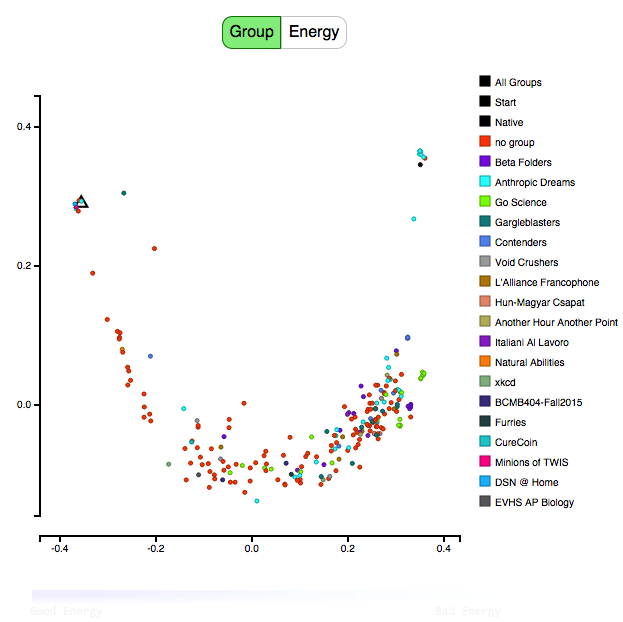 Group Energy
All Groups
Start
Native
no group
Beta Folders
Anthropic Dreams
Go Science
Gargleblasters
Contenders
Void Crushers
L'Alliance Francophone
Hun-Magyar Csapat
Another Hour Another Point
Italiani Al Lavoro
Natural Abilities
xkcd
BCMB404-Fall2015
Furries
CureCoin
Minions of TWIS
DSN @ Home
EVHS AP Biology
0.4
0.2
0.0
-0.4 -0.2 0.0 0.2 0.4
Good Energy Bad Energy